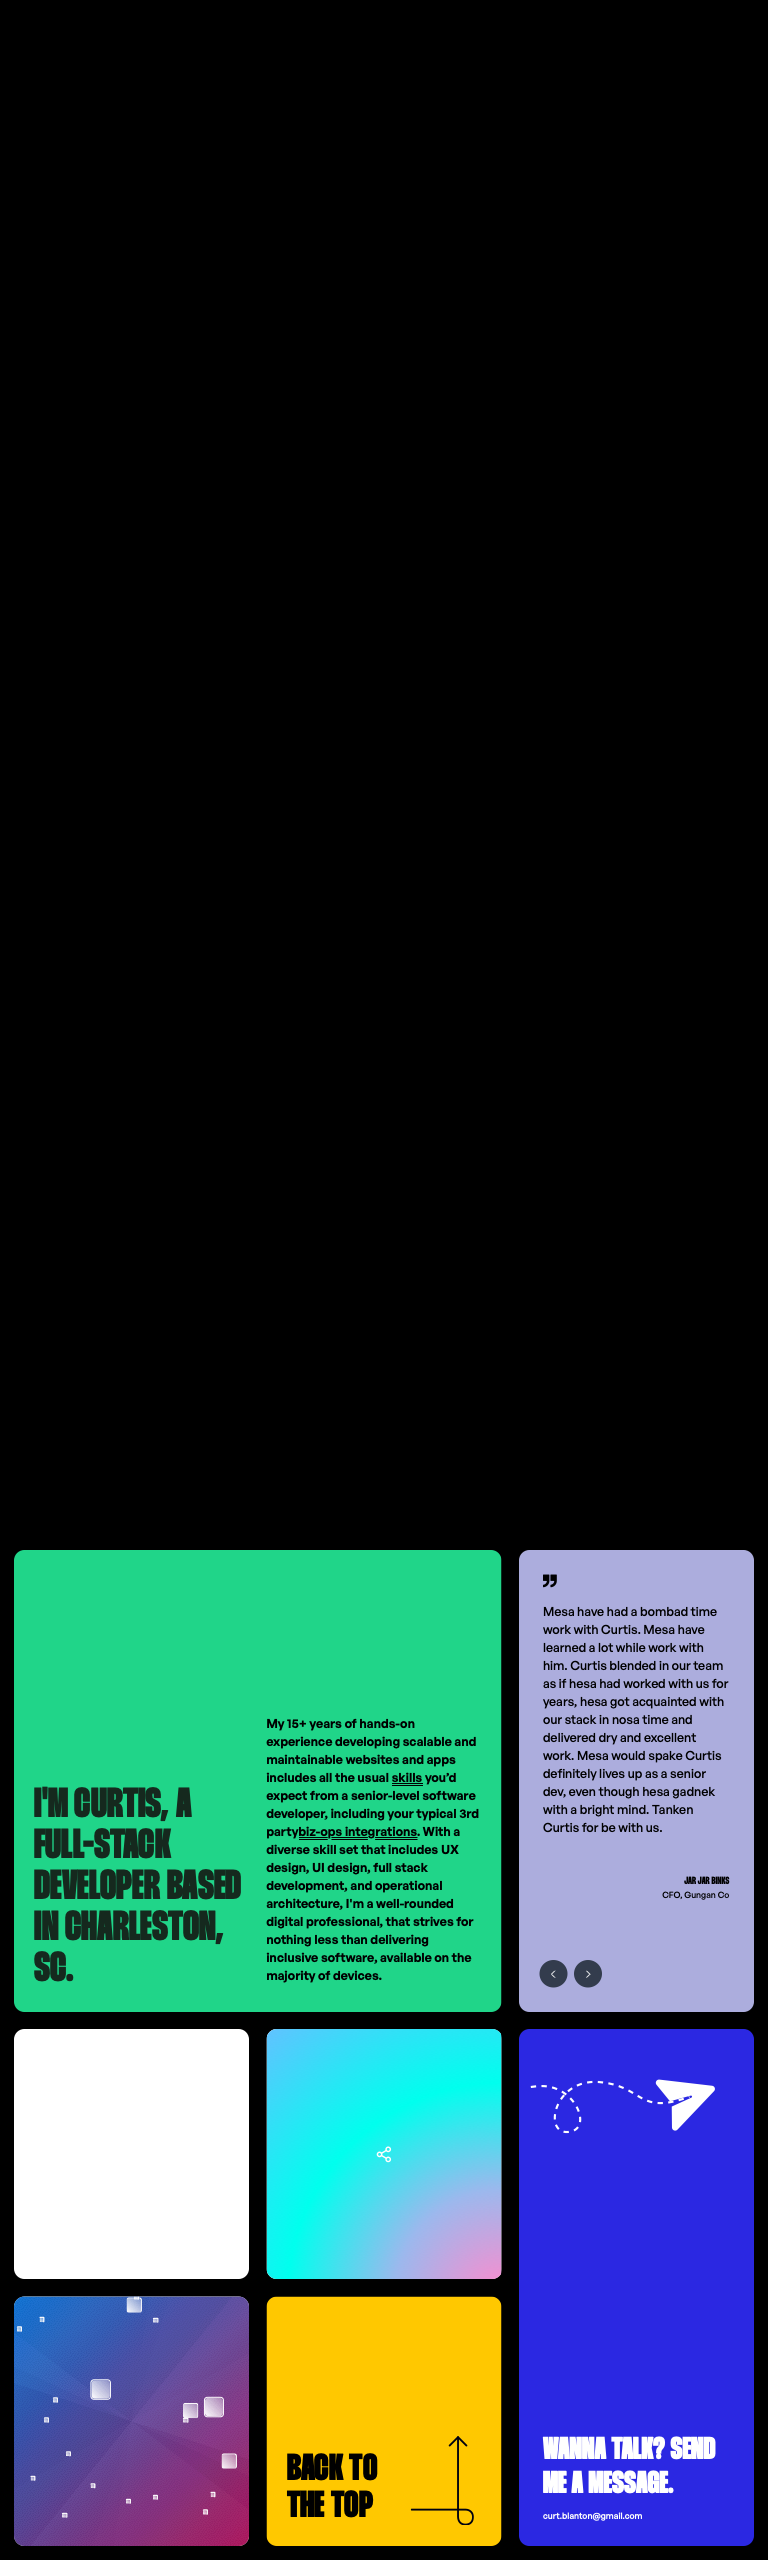 I'M CURTIS, A
FULL-STACK
DEVELOPER BASED
IN CHARLESTON,
SC.
My 15+ years of hands-on
experience developing scalable and
maintainable websites and apps
includes all the usual skills you'd
expect from a senior-level software
developer, including your typical 3rd
partybiz-ops integrations. With a
diverse skill set that includes UX
design, UI design, full stack
development, and operational
architecture, I'm a well-rounded
digital professional, that strives for
nothing less than delivering
inclusive software, available on the
majority of devices.
Mesa have had a bombad time
work with Curtis. Mesa have
learned a lot while work with
him. Curtis blended in our team
as if hesa had worked with us for
years, hesa got acquainted with
our stack in nosa time and
delivered dry and excellent
work. Mesa would spake Curtis
definitely lives up as a senior
dev, even though hesa gadnek
with a bright mind. Tanken
Curtis for be with us.
JAR JAR BINKS
CFO, Gungan Co
BACK TO
THE TOP
WANNA TALK? SEND
ME A MESSAGE.
curt.blanton@gmail.com